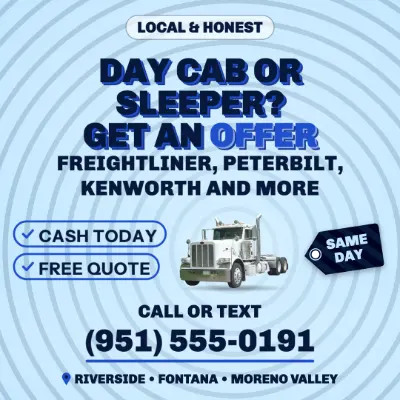 LOCAL & HONEST
DAY CAB OR
SLEEPER?
GET AN OFFER
FREIGHTLINER, PETERBILT,
KENWORTH AND MORE
CASH TODAY
FREE QUOTE
SAME
DAY
CALL OR TEXT
(951) 555-0191
RIVERSIDE • FONTANA • MORENO VALLEY